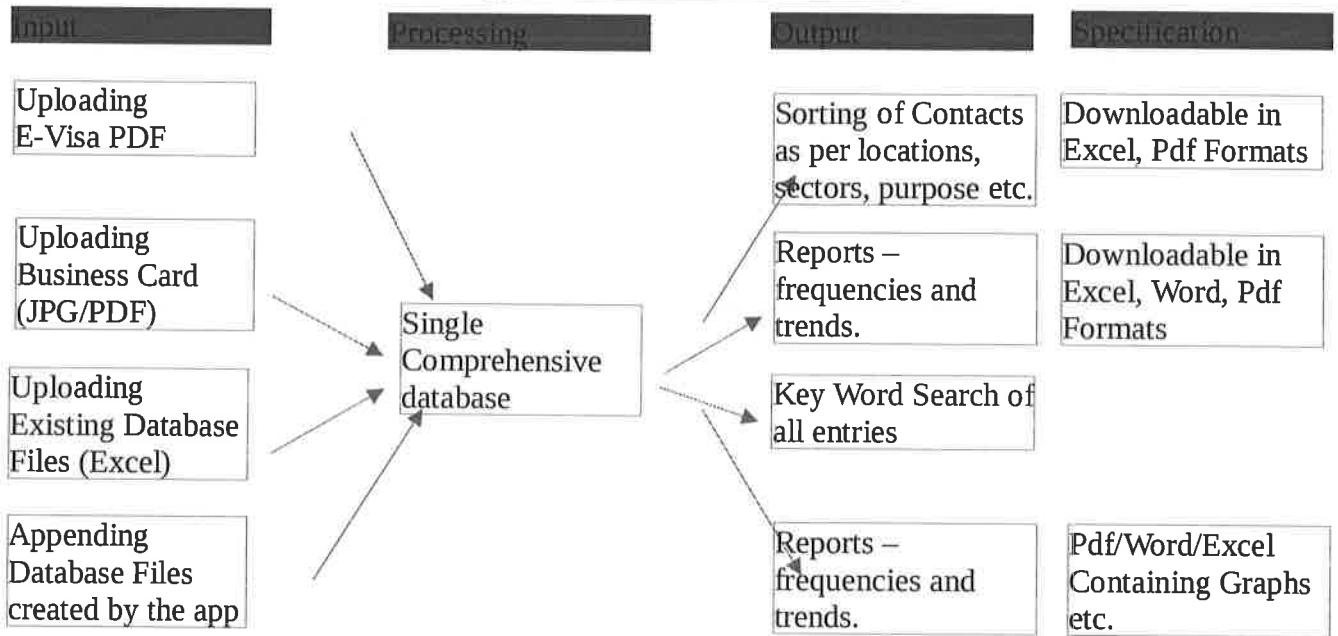 Input
Processing
Output
Specification
Uploading
E-Visa PDF
Uploading
Business Card
(JPG/PDF)
Uploading
Existing Database
Files (Excel)
Appending
Database Files
created by the app
Single
Comprehensive
database
Sorting of Contacts
as per locations,
sectors, purpose etc.
Reports –
frequencies and
trends.
Key Word Search of
all entries
Reports –
frequencies and
trends.
Downloadable in
Excel, Pdf Formats
Downloadable in
Excel, Word, Pdf
Formats
Pdf/Word/Excel
Containing Graphs
etc.